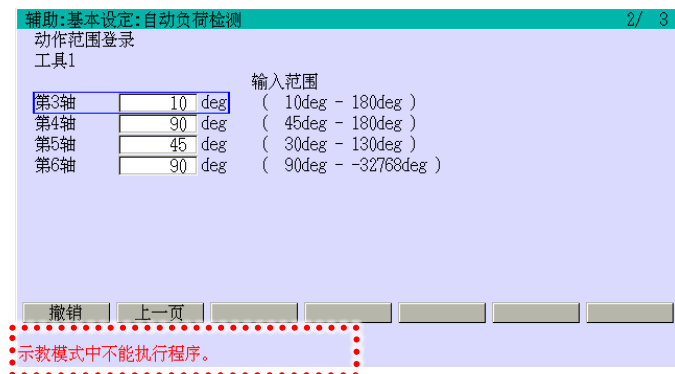 辅助:基本设定:自动负荷检测 2/ 3
动作范围登录
工具1
输入范围
第3轴 10 deg ( 10deg - 180deg )
第4轴 90 deg ( 45deg - 180deg )
第5轴 45 deg ( 30deg - 130deg )
第6轴 90 deg ( 90deg - -32768deg )
撤销 上一页
示教模式中不能执行程序。